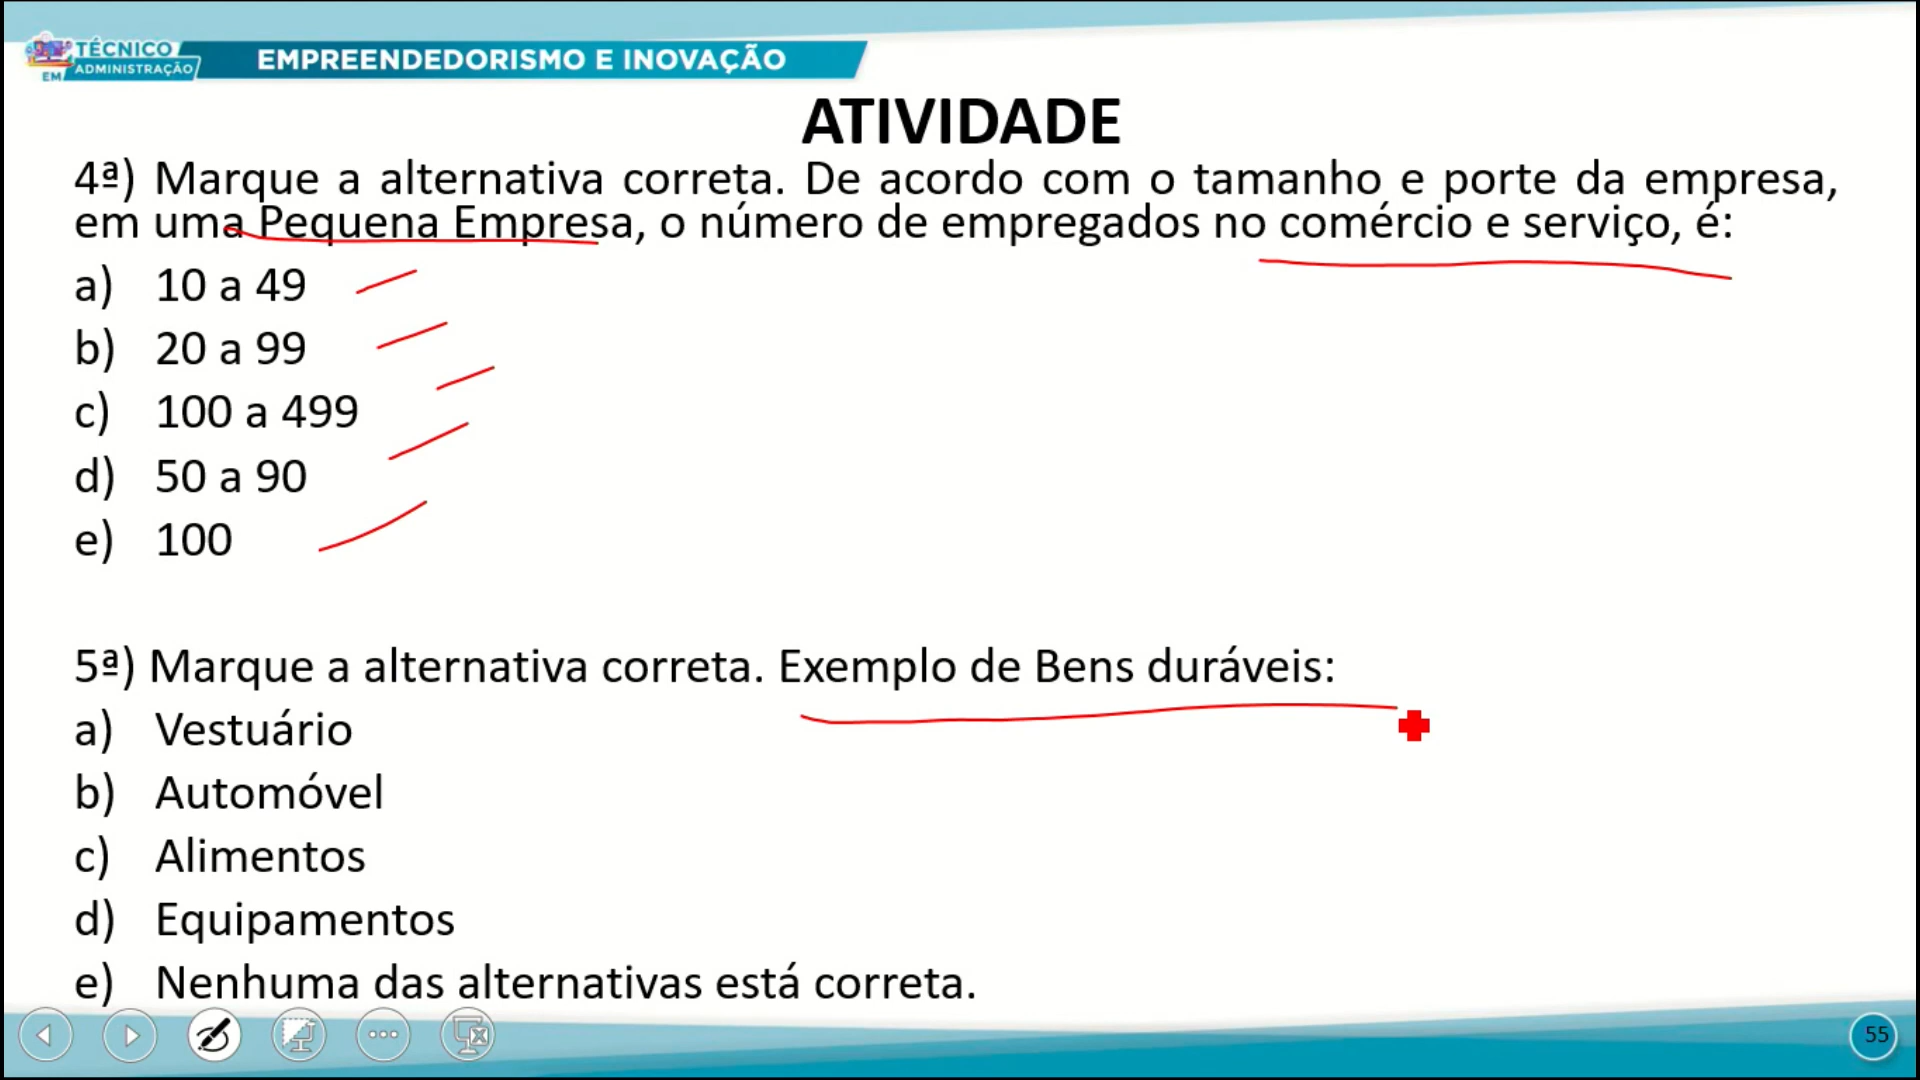 TÉCNICO
EM ADMINISTRAÇÃO
EMPREENDEDORISMO E INOVAÇÃO
ATIVIDADE
4ª) Marque a alternativa correta. De acordo com o tamanho e porte da empresa,
em uma Pequena Empresa, o número de empregados no comércio e serviço, é:
a) 10 a 49
b) 20 a 99
c) 100 a 499
d) 50 a 90
e) 100
5ª) Marque a alternativa correta. Exemplo de Bens duráveis:
a) Vestuário
b) Automóvel
c) Alimentos
d) Equipamentos
e) Nenhuma das alternativas está correta.
55